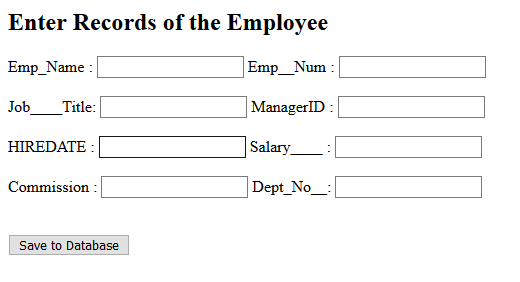 Enter Records of the Employee
Emp_Name : Emp__Num :
Job____Title: ManagerID :
HIREDATE : Salary____ :
Commission : Dept_No__:
Save to Database